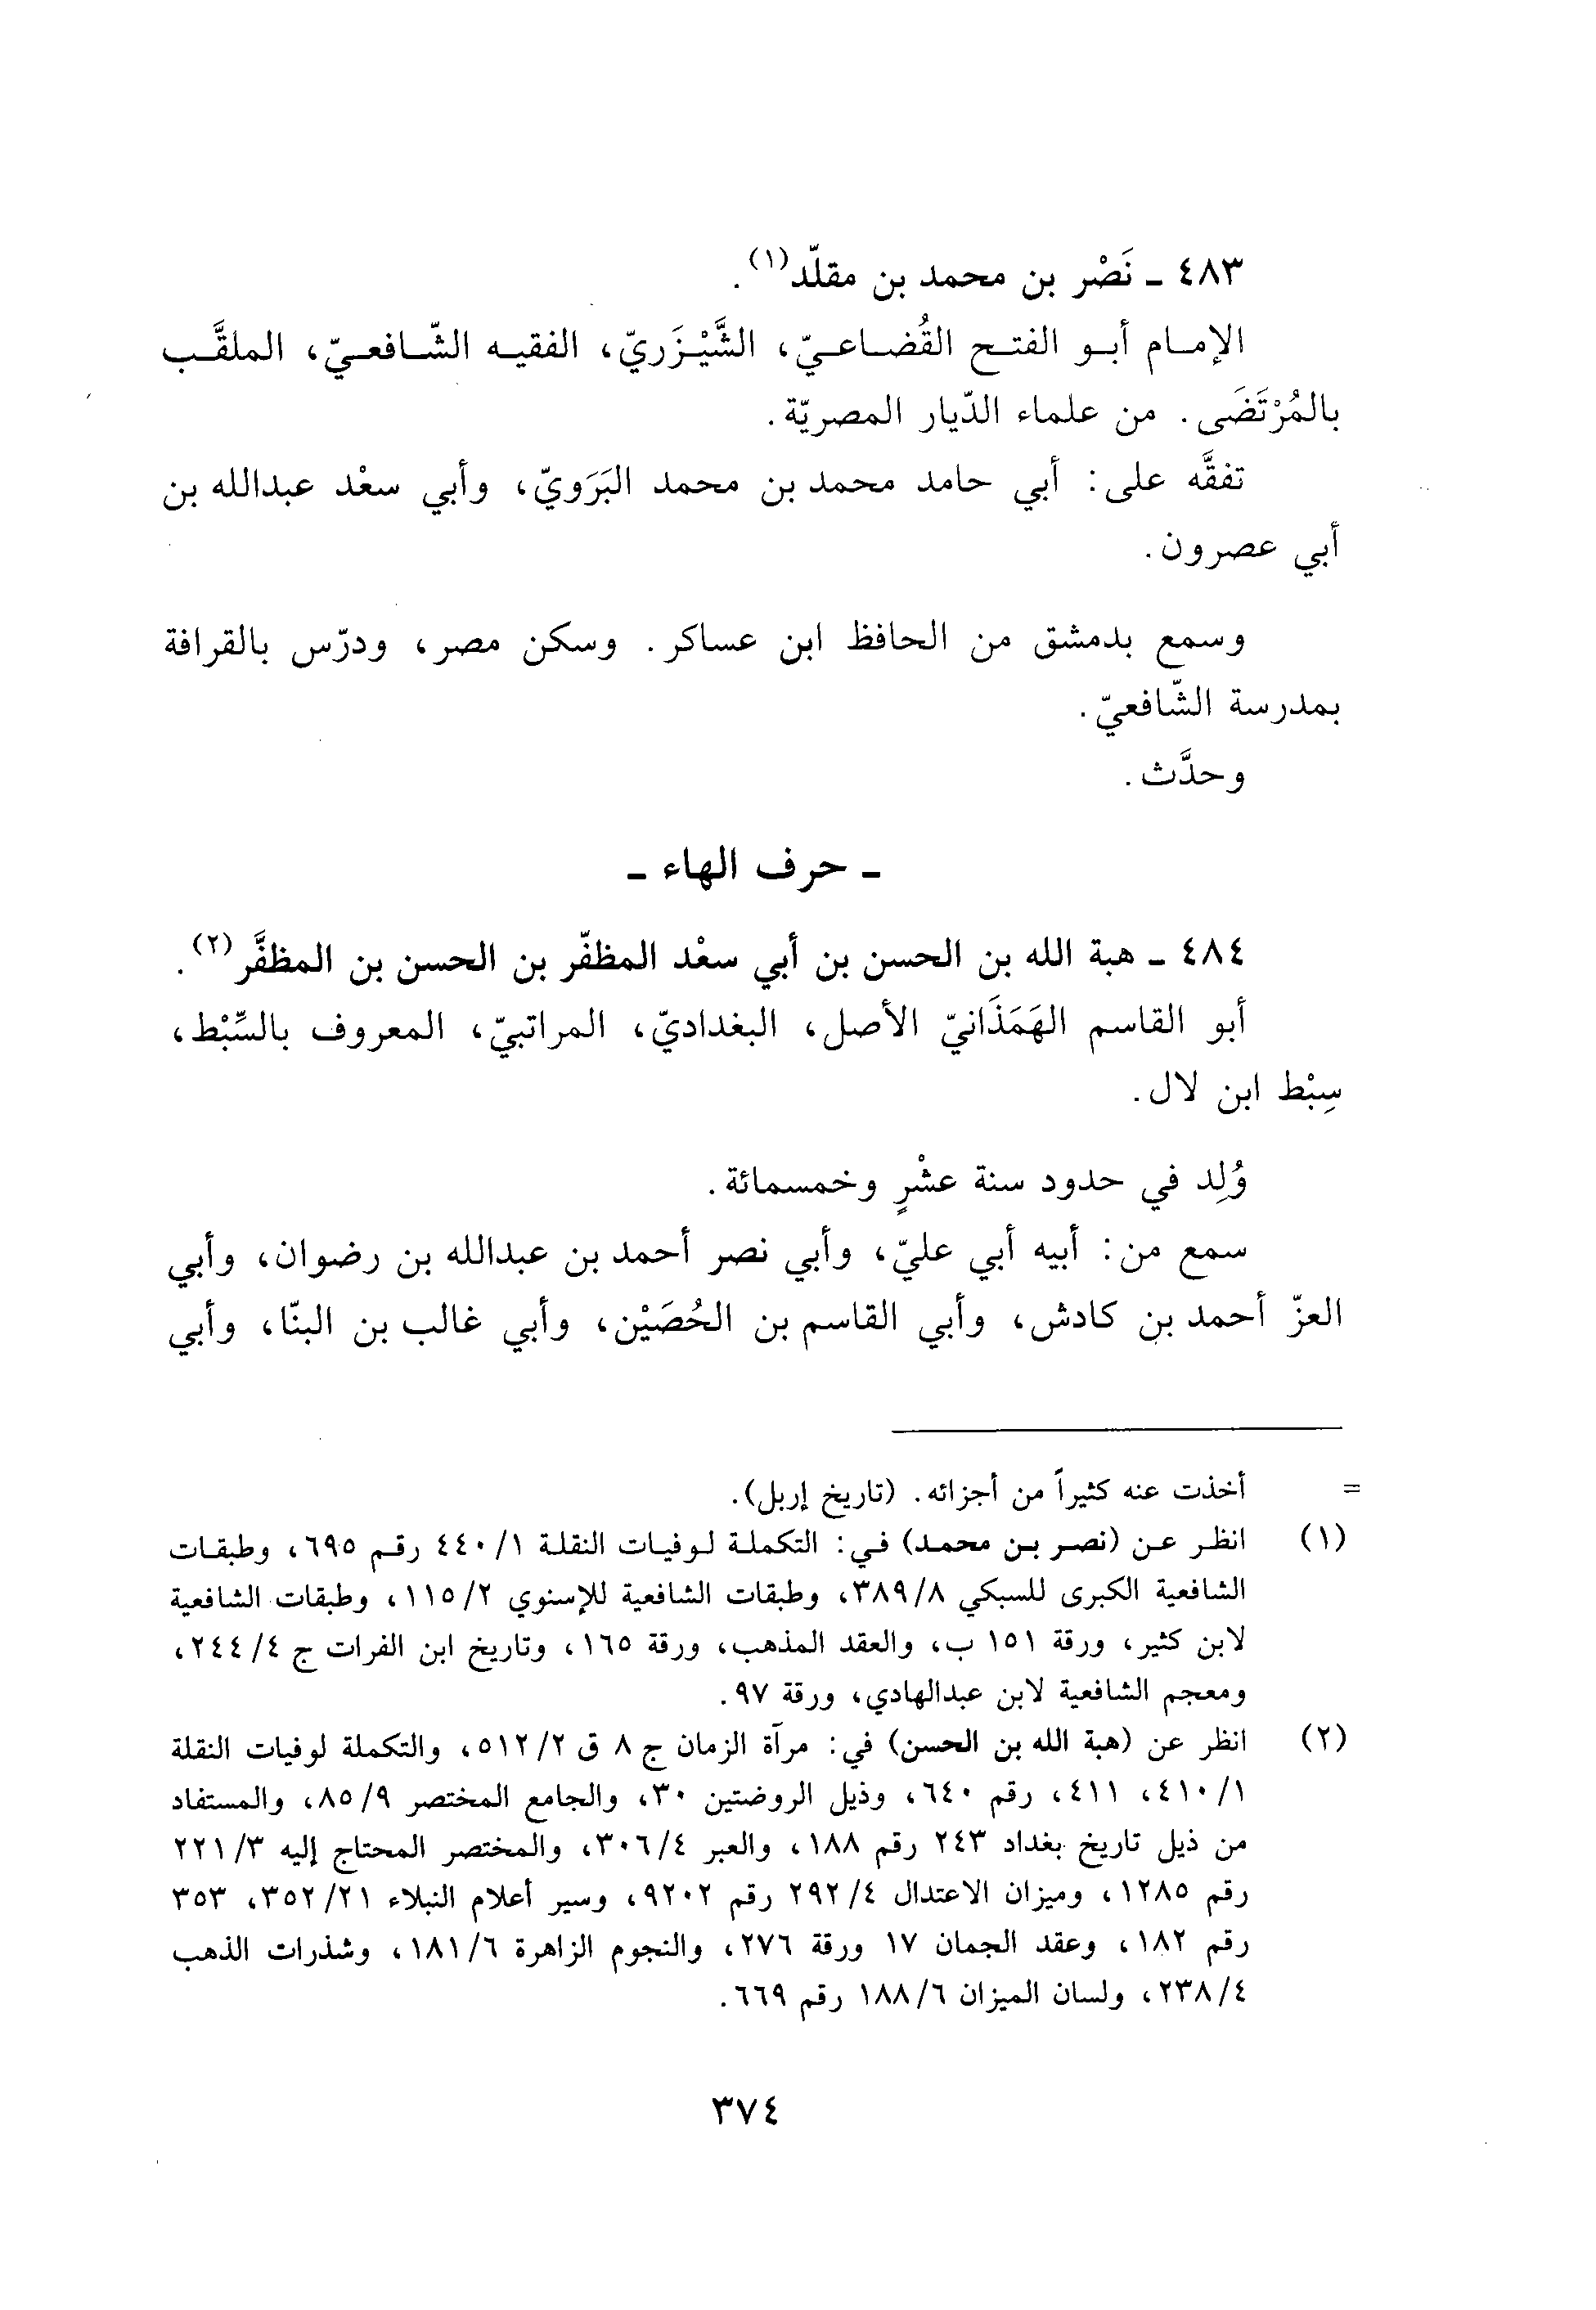 ٤٨٣ ـ نَصْر بن محمد بن مقلّد(١).
الإمام أبو الفتح القُضاعيّ، الشَّيْزَريّ، الفقيه الشّافعيّ، الملقَّب
بالمُرْتَضَى. من علماء الدّيار المصريّة.
تفقَّه على: أبي حامد محمد بن محمد البَرَويّ، وأبي سعْد عبدالله بن
أبي عصرون.
وسمع بدمشق من الحافظ ابن عساكر. وسكن مصر، ودرّس بالقرافة
بمدرسة الشّافعيّ.
وحدَّث.
ـ حرف الهاء ـ
٤٨٤ ـ هبة الله بن الحسن بن أبي سعْد المظفّر بن الحسن بن المظفَّر(٢).
أبو القاسم الهَمَذَانيّ الأصل، البغداديّ، المراتبيّ، المعروف بالسِّبْط،
سِبْط ابن لال.
وُلِد في حدود سنة عشْرٍ وخمسمائة.
سمع من: أبيه أبي عليّ، وأبي نصر أحمد بن عبدالله بن رضوان، وأبي
العزّ أحمد بن كادش، وأبي القاسم بن الحُصَيْن، وأبي غالب بن البنّا، وأبي
= أخذت عنه كثيراً من أجزائه. (تاريخ إربل).
(١) انظر عن (نصر بن محمد) في: التكملة لوفيات النقلة ١/ ٤٤٠ رقم ٦٩٥، وطبقات
الشافعية الكبرى للسبكي ٨/ ٣٨٩، وطبقات الشافعية للإسنوي ٢/ ١١٥، وطبقات الشافعية
لابن كثير، ورقة ١٥١ ب، والعقد المذهب، ورقة ١٦٥، وتاريخ ابن الفرات ج ٤/ ٢٤٤،
ومعجم الشافعية لابن عبدالهادي، ورقة ٩٧.
(٢) انظر عن (هبة الله بن الحسن) في: مرآة الزمان ج ٨ ق ٢/ ٥١٢، والتكملة لوفيات النقلة
١/ ٤١٠، ٤١١، رقم ٦٤٠، وذيل الروضتين ٣٠، والجامع المختصر ٩/ ٨٥، والمستفاد
من ذيل تاريخ بغداد ٢٤٣ رقم ١٨٨، والعبر ٤/ ٣٠٦، والمختصر المحتاج إليه ٣/ ٢٢١
رقم ١٢٨٥، وميزان الاعتدال ٤/ ٢٩٢ رقم ٩٢٠٢، وسير أعلام النبلاء ٢١/ ٣٥٢، ٣٥٣
رقم ١٨٢، وعقد الجمان ١٧ ورقة ٢٧٦، والنجوم الزاهرة ٦/ ١٨١، وشذرات الذهب
٤/ ٢٣٨، ولسان الميزان ٦/ ١٨٨ رقم ٦٦٩.
٣٧٤